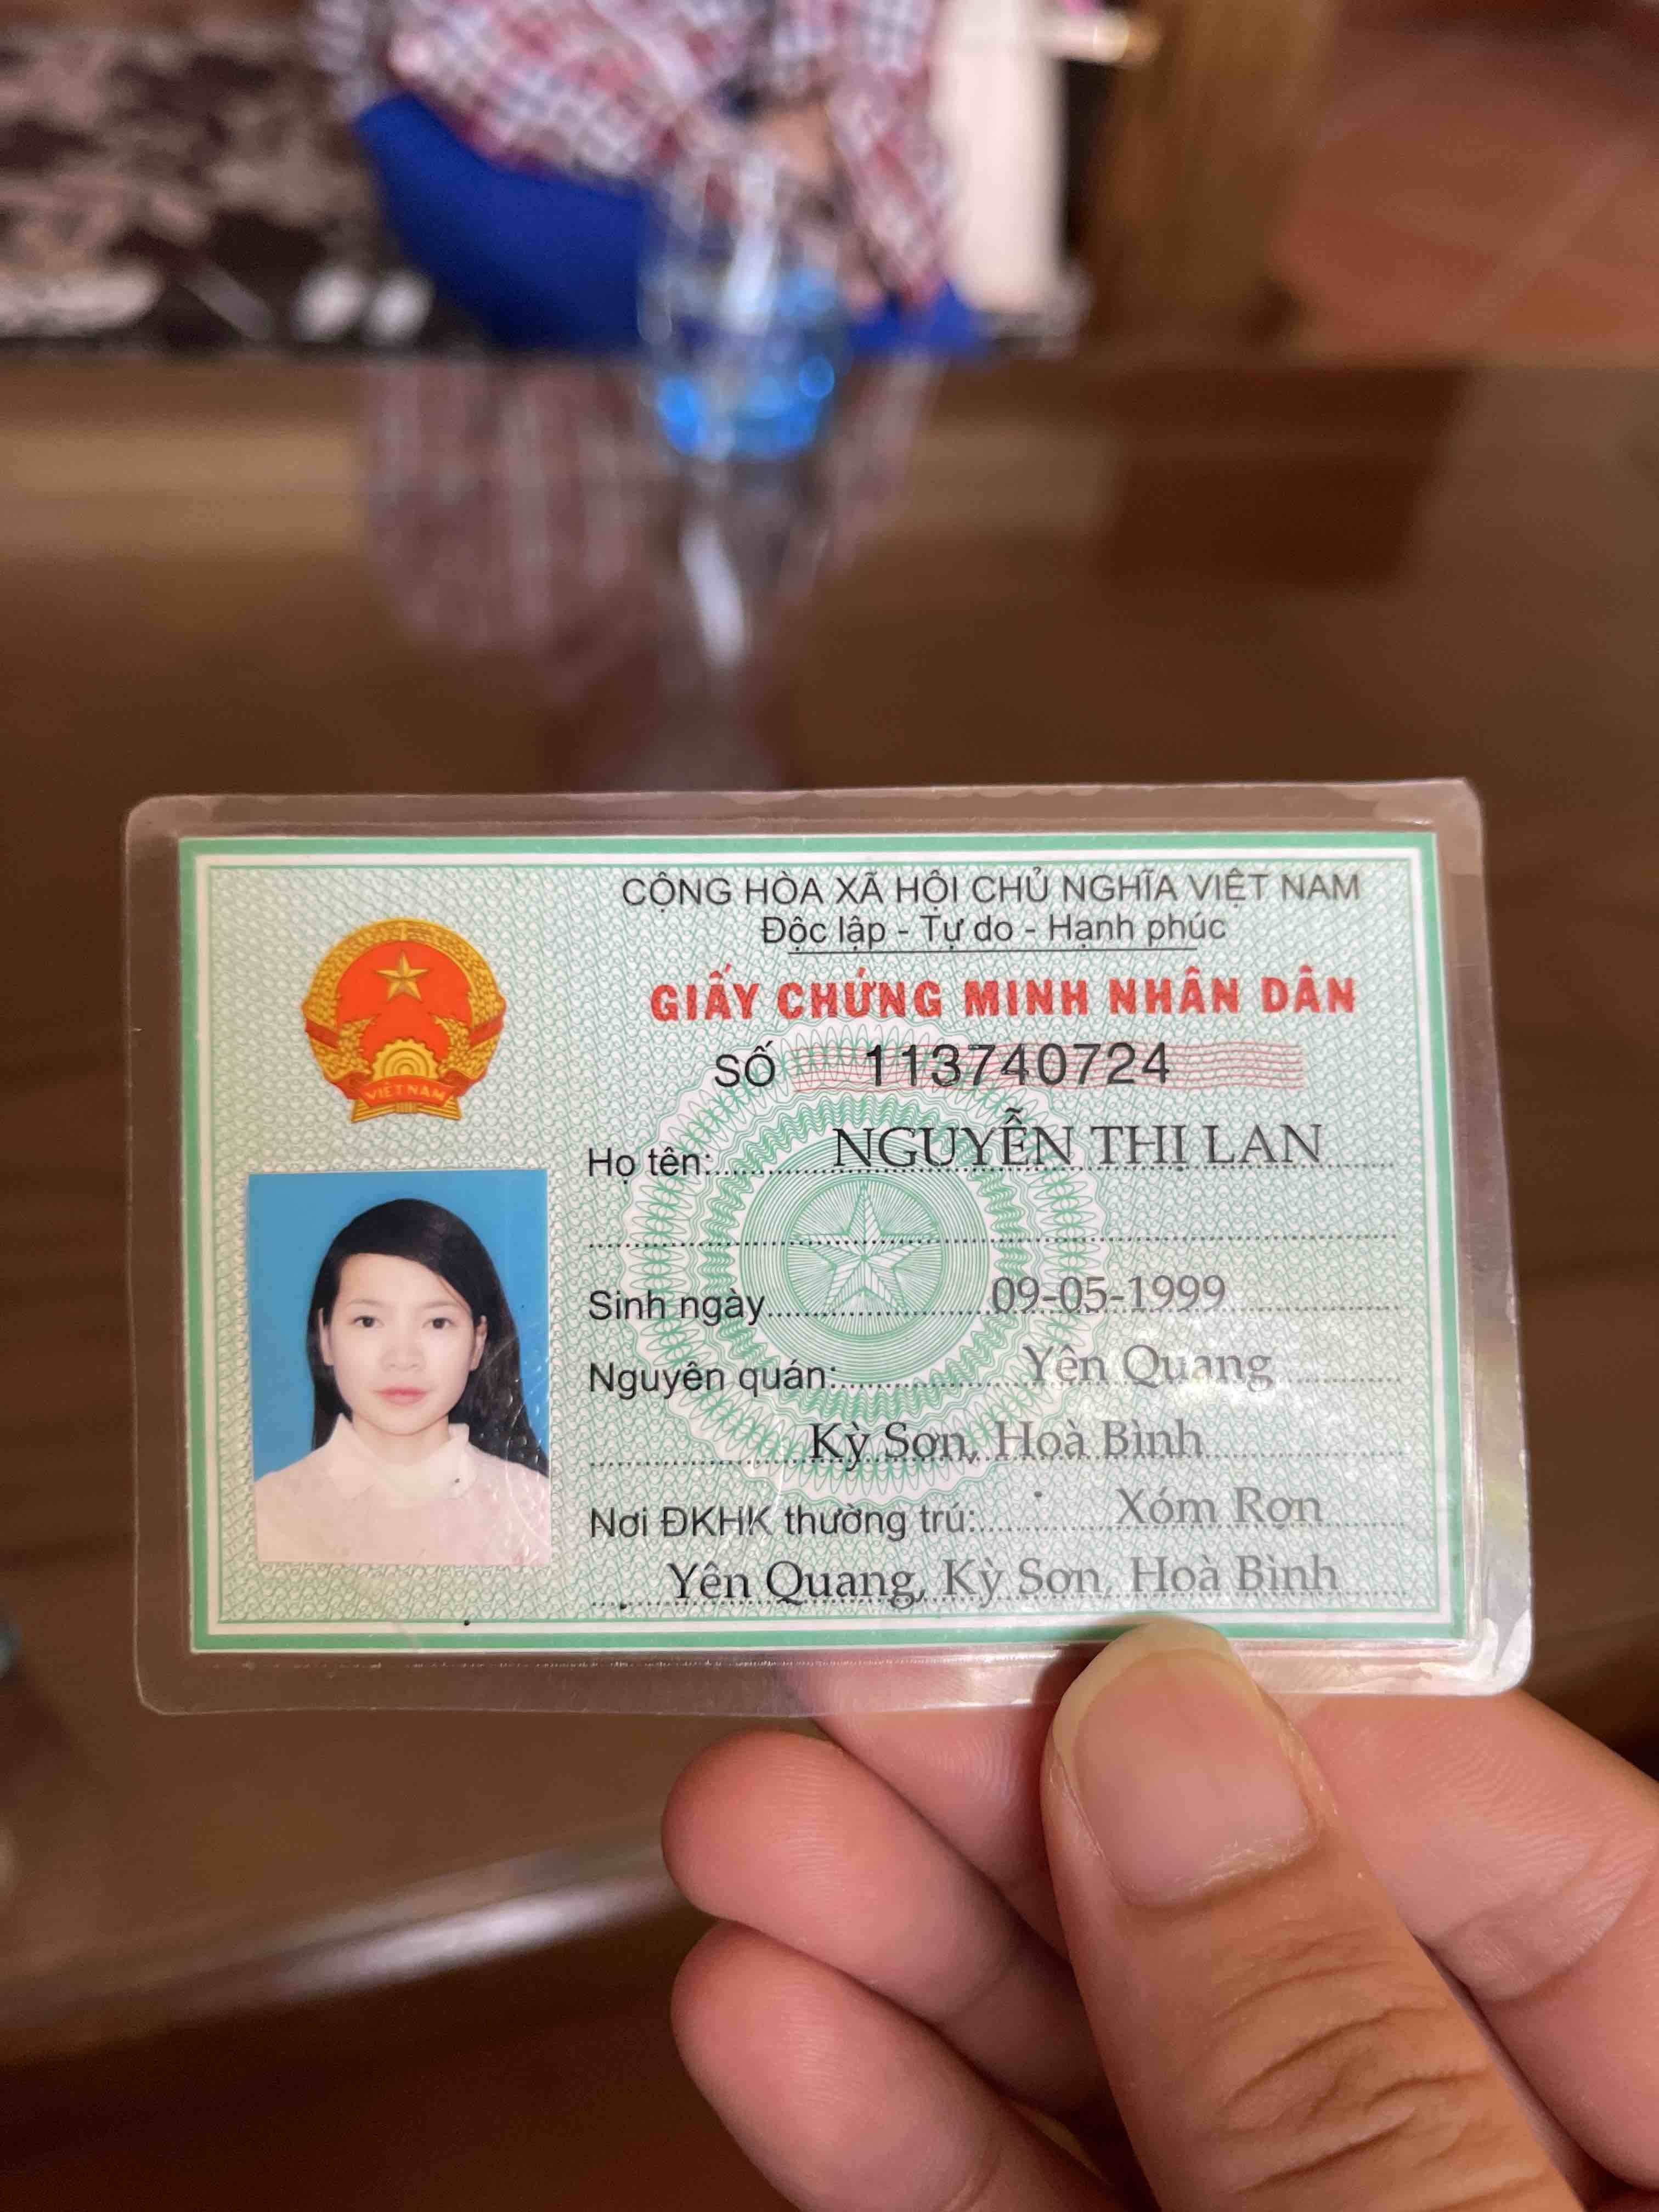 CỘNG HÒA XÃ HỘI CHỦ NGHĨA VIỆT NAM
Độc lập - Tự do - Hạnh phúc
GIẤY CHỨNG MINH NHÂN DÂN
SỐ 113740724
VIỆT NAM
Họ tên: NGUYỄN THỊ LAN
Sinh ngày 09-05-1999
Nguyên quán: Yên Quang
Kỳ Sơn, Hoà Bình
Nơi ĐKHK thường trú: Xóm Rợn
Yên Quang, Kỳ Sơn, Hoà Bình